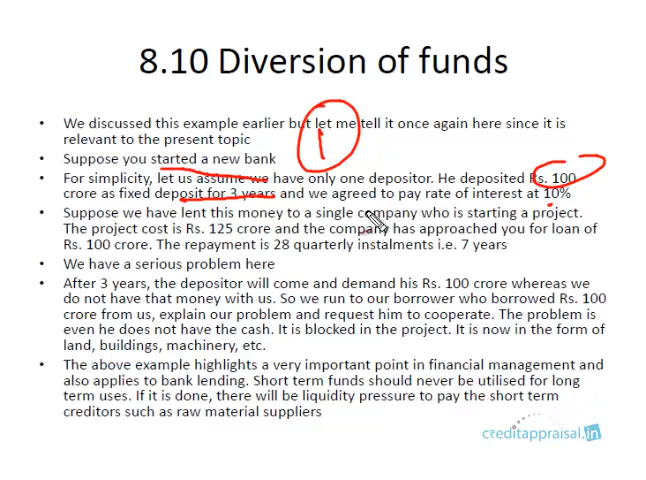 8.10 Diversion of funds
• We discussed this example earlier but let me tell it once again here since it is
relevant to the present topic
• Suppose you started a new bank
• For simplicity, let us assume we have only one depositor. He deposited Rs. 100
crore as fixed deposit for 3 years and we agreed to pay rate of interest at 10%
• Suppose we have lent this money to a single company who is starting a project.
The project cost is Rs. 125 crore and the company has approached you for loan of
Rs. 100 crore. The repayment is 28 quarterly instalments i.e. 7 years
• We have a serious problem here
• After 3 years, the depositor will come and demand his Rs. 100 crore whereas we
do not have that money with us. So we run to our borrower who borrowed Rs. 100
crore from us, explain our problem and request him to cooperate. The problem is
even he does not have the cash. It is blocked in the project. It is now in the form of
land, buildings, machinery, etc.
• The above example highlights a very important point in financial management and
also applies to bank lending. Short term funds should never be utilised for long
term uses. If it is done, there will be liquidity pressure to pay the short term
creditors such as raw material suppliers
creditappraisal.in